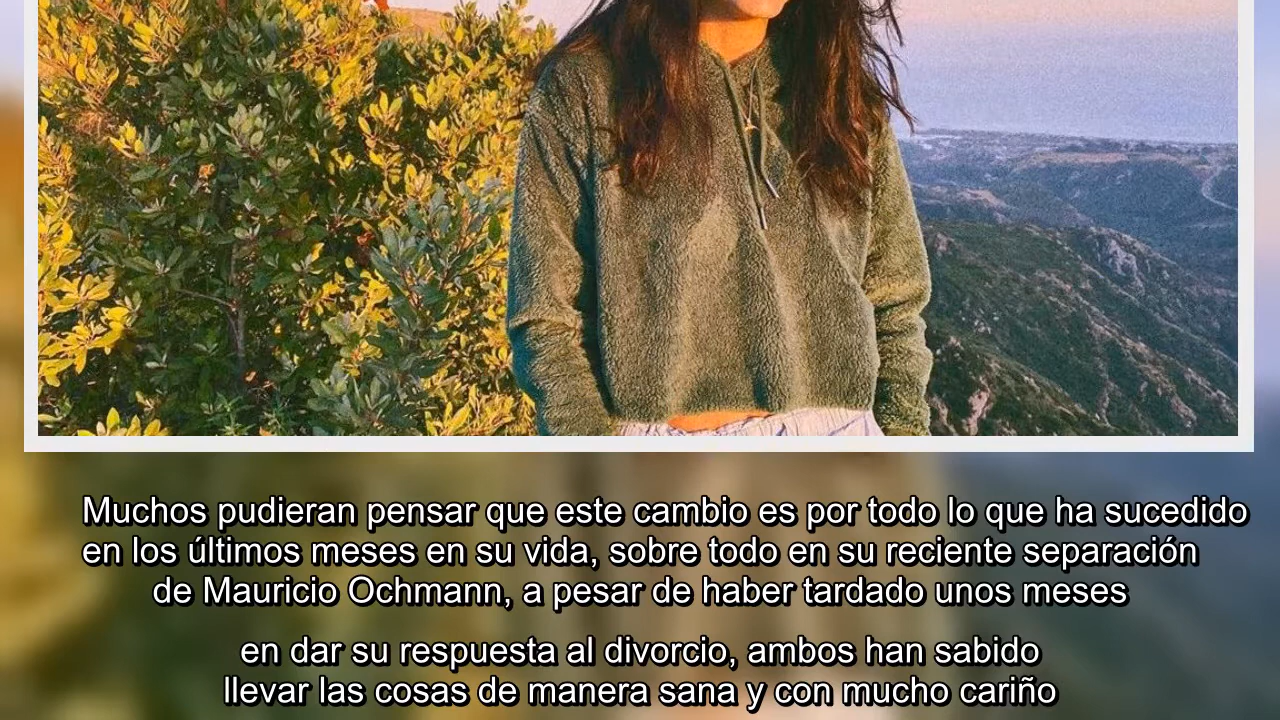 Muchos pudieran pensar que este cambio es por todo lo que ha sucedido
en los últimos meses en su vida, sobre todo en su reciente separación
de Mauricio Ochmann, a pesar de haber tardado unos meses
en dar su respuesta al divorcio, ambos han sabido
llevar las cosas de manera sana y con mucho cariño